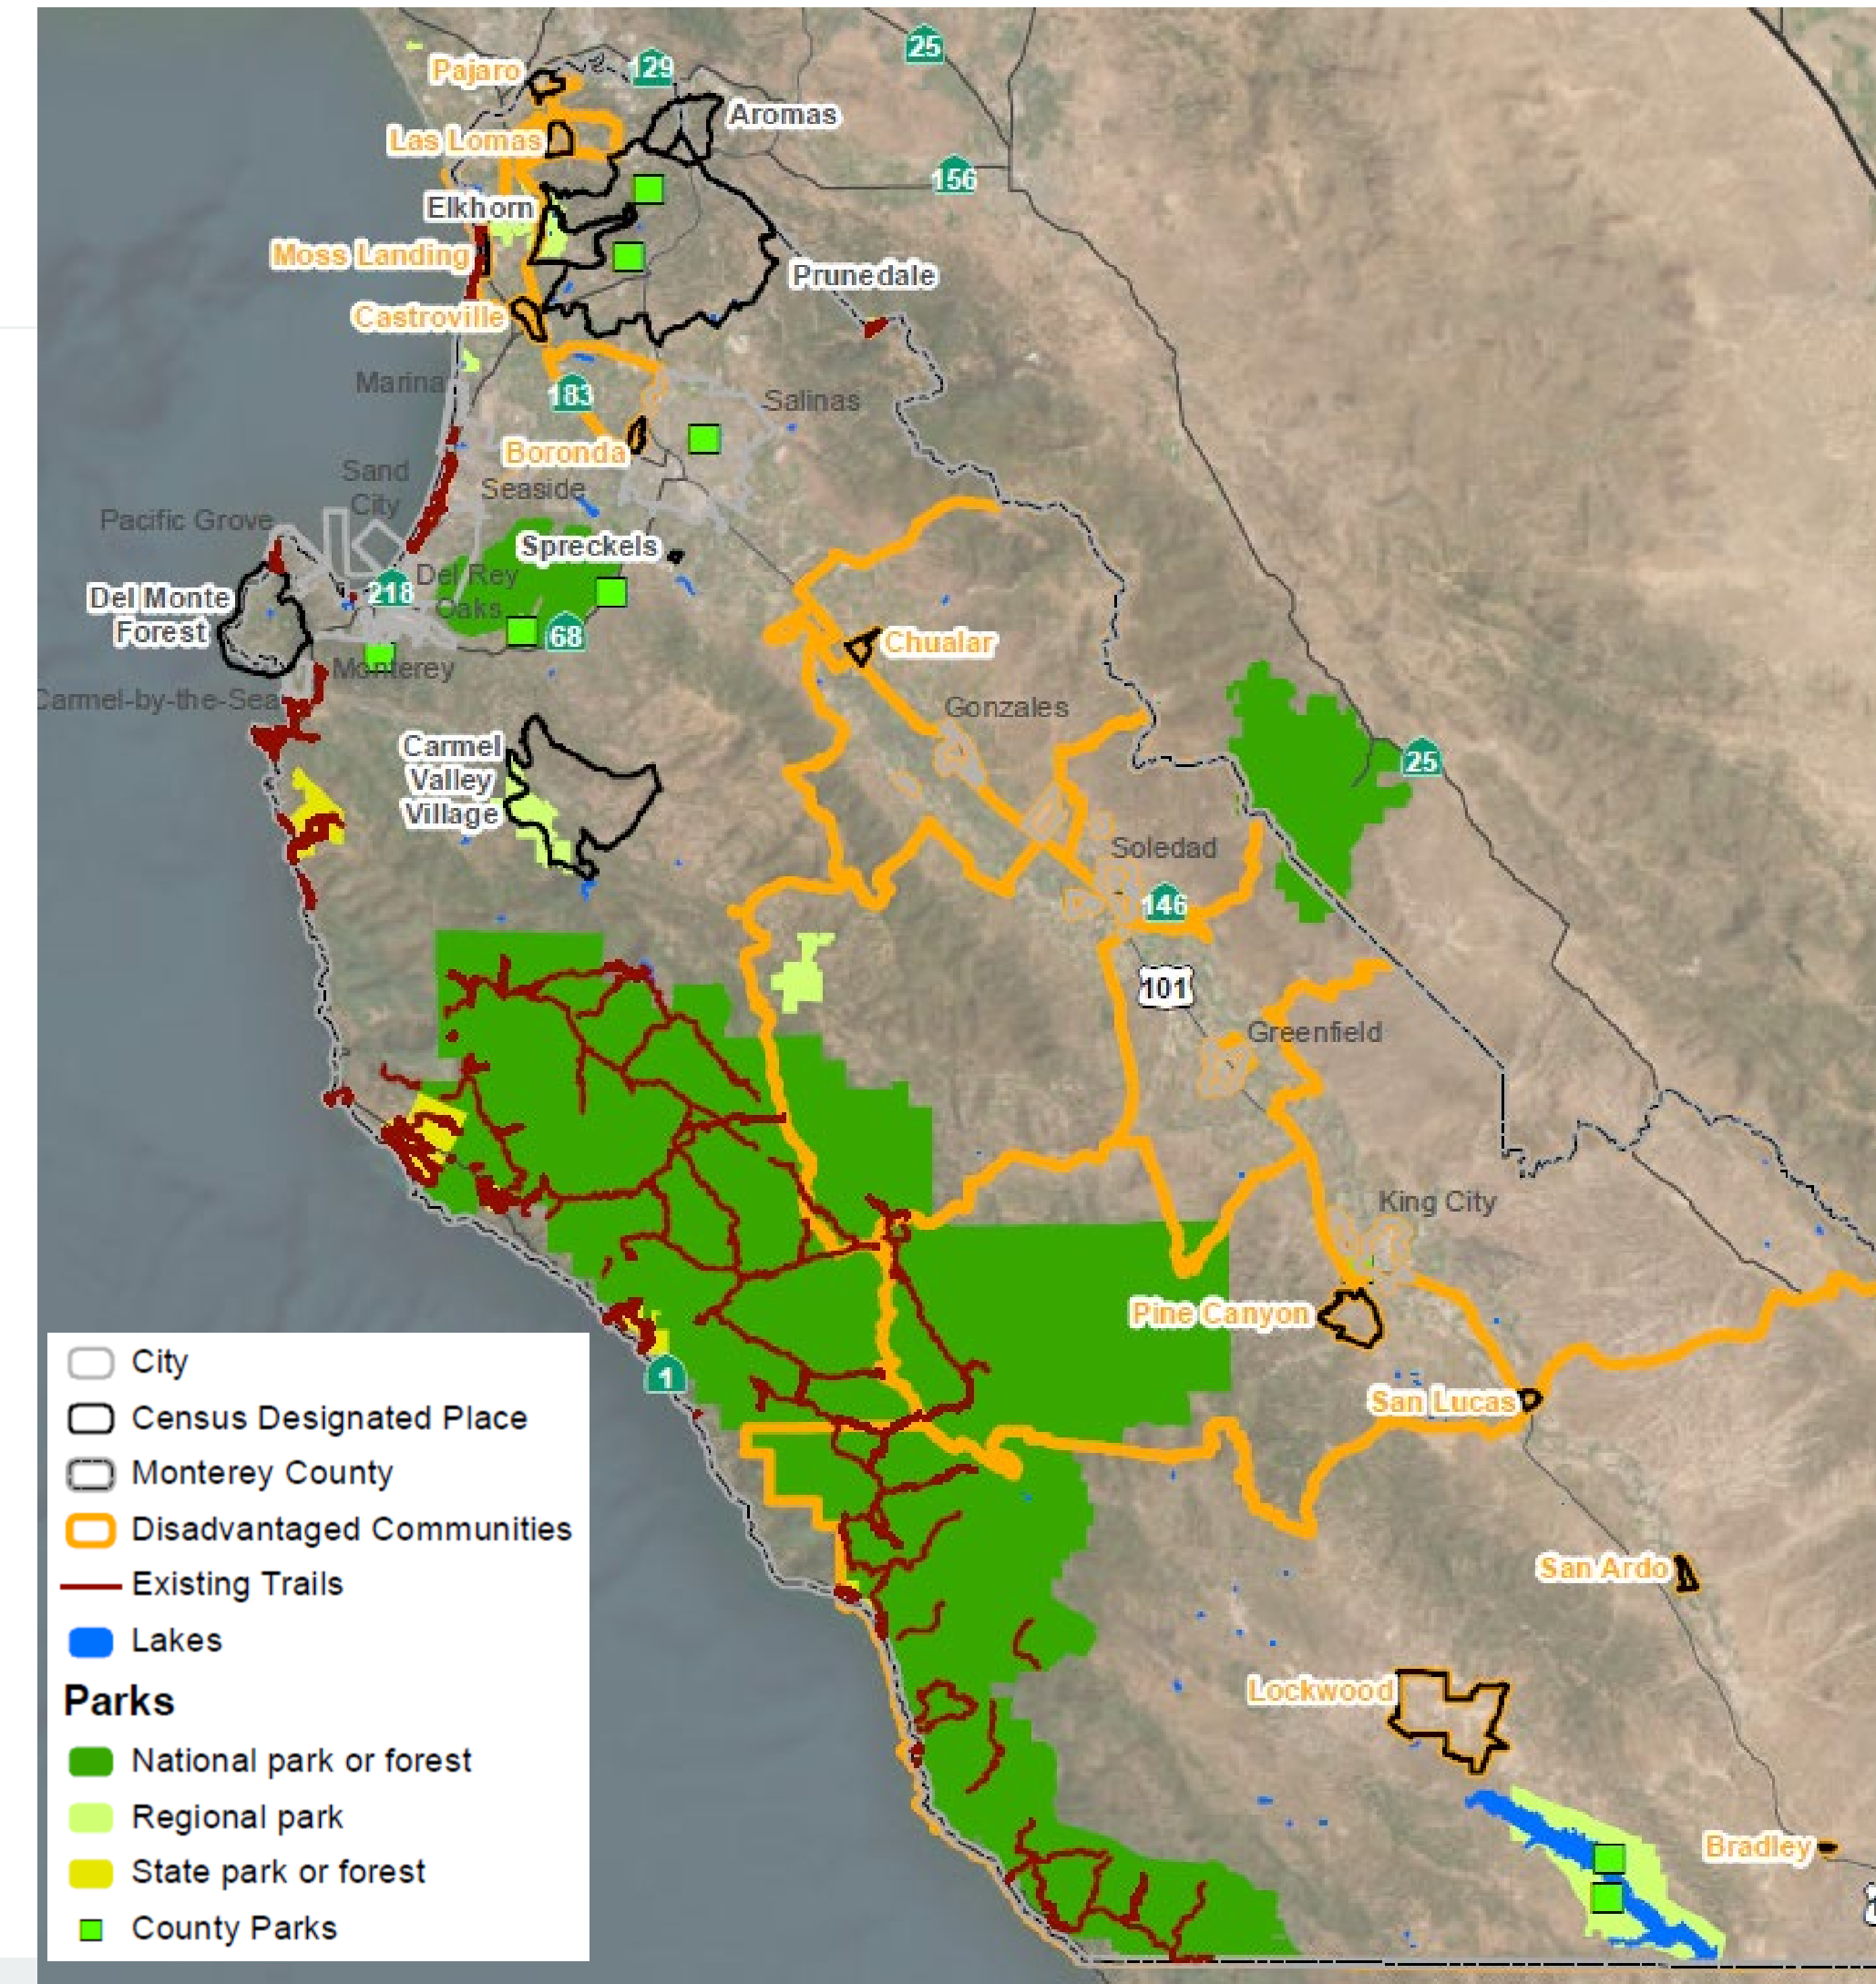 25
129
Pajaro
Aromas
Las Lomas
156
Elkhorn
Moss Landing
Prunedale
Castroville
Marina
183
Salinas
Boronda
Sand
City
Seaside
Pacific Grove
Spreckels
Del Rey
Oaks
218
Del Monte
Forest
68
Chualar
Monterey
Carmel-by-the-Sea
Gonzales
Carmel
Valley
Village
25
Soledad
146
101
Greenfield
King City
Pine Canyon
1
San Lucas
San Ardo
Lockwood
Bradley
City
Census Designated Place
Monterey County
Disadvantaged Communities
Existing Trails
Lakes
Parks
National park or forest
Regional park
State park or forest
County Parks